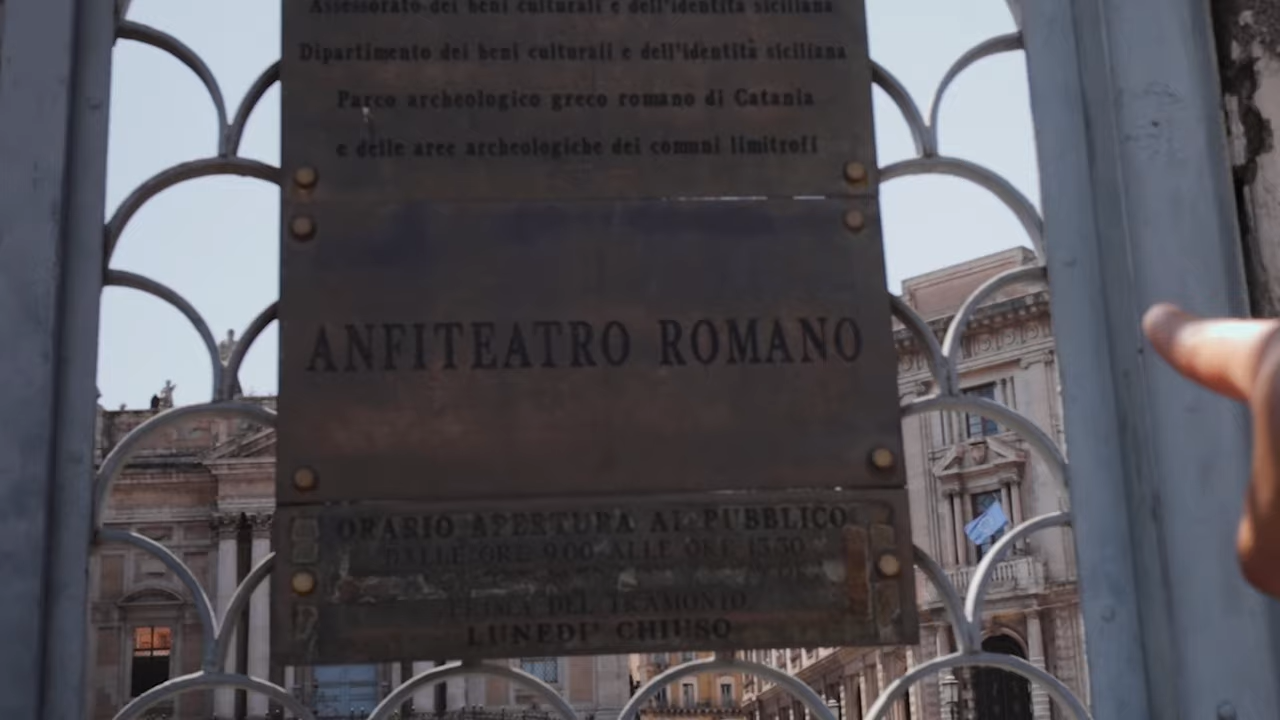 Assessorato dei beni culturali e dell'identità siciliana
Dipartimento dei beni culturali e dell'identità siciliana
Parco archeologico greco romano di Catania
e delle aree archeologiche dei comuni limitrofi
ANFITEATRO ROMANO
ORARIO APERTURA AL PUBBLICO
DALLE ORE 9.00 ALLE ORE 13.30
PRIMA DEL TRAMONTO
LUNEDI' CHIUSO